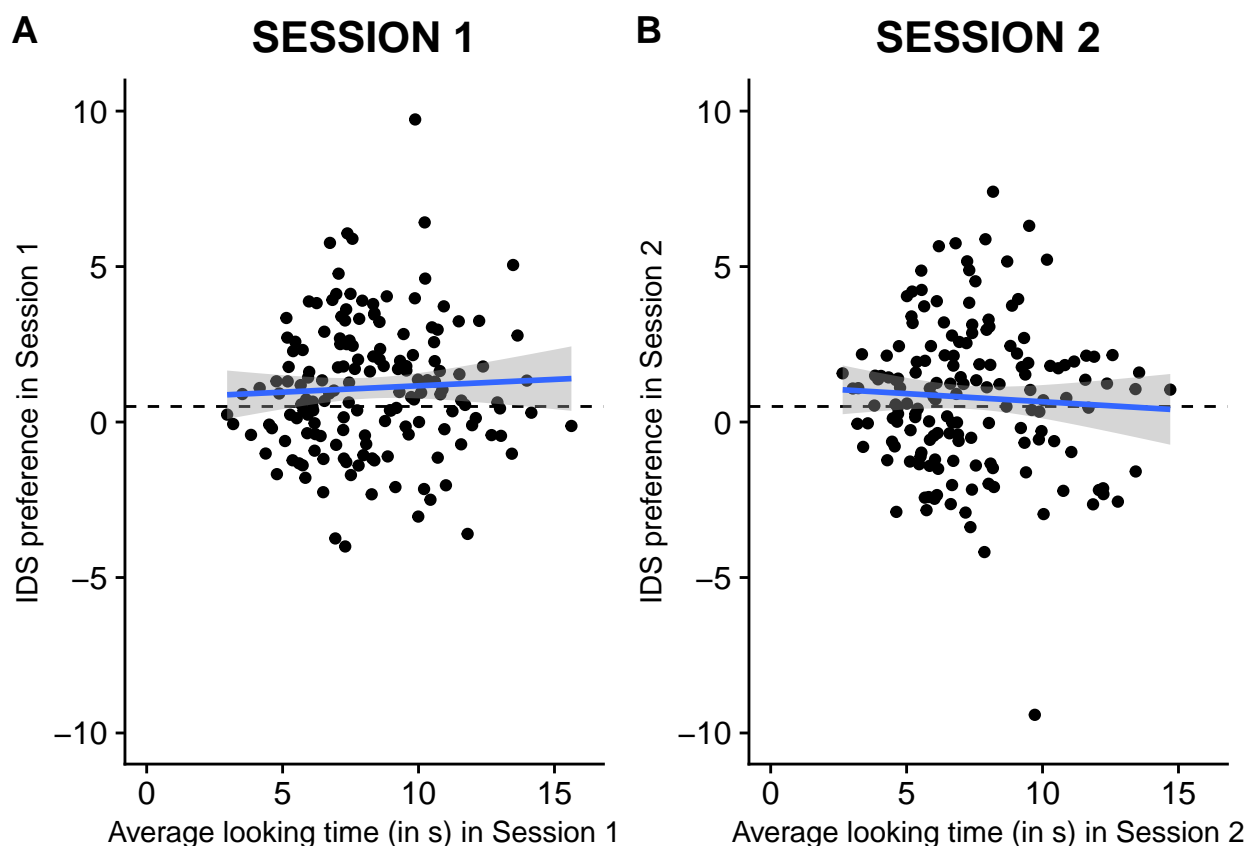 A
SESSION 1
10
5
0
−5
−10
IDS preference in Session 1
0
5
10
15
Average looking time (in s) in Session 1
B
SESSION 2
10
5
0
−5
−10
IDS preference in Session 2
0
5
10
15
Average looking time (in s) in Session 2